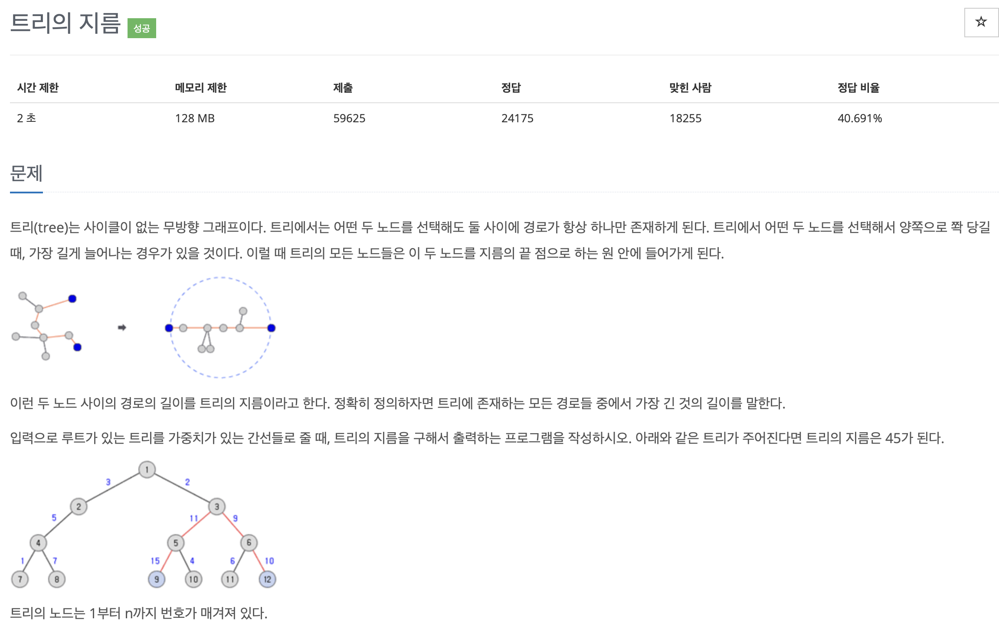 트리의 지름 성공
☆
시간 제한 메모리 제한 제출 정답 맞힌 사람 정답 비율
2 초 128 MB 59625 24175 18255 40.691%
문제
트리(tree)는 사이클이 없는 무방향 그래프이다. 트리에서는 어떤 두 노드를 선택해도 둘 사이에 경로가 항상 하나만 존재하게 된다. 트리에서 어떤 두 노드를 선택해서 양쪽으로 쫙 당길
때, 가장 길게 늘어나는 경우가 있을 것이다. 이럴 때 트리의 모든 노드들은 이 두 노드를 지름의 끝 점으로 하는 원 안에 들어가게 된다.
이런 두 노드 사이의 경로의 길이를 트리의 지름이라고 한다. 정확히 정의하자면 트리에 존재하는 모든 경로들 중에서 가장 긴 것의 길이를 말한다.
입력으로 루트가 있는 트리를 가중치가 있는 간선들로 줄 때, 트리의 지름을 구해서 출력하는 프로그램을 작성하시오. 아래와 같은 트리가 주어진다면 트리의 지름은 45가 된다.
1
3 2
2 3
5 11 9
4 5 6
1 7 15 4 6 10
7 8 9 10 11 12
트리의 노드는 1부터 n까지 번호가 매겨져 있다.